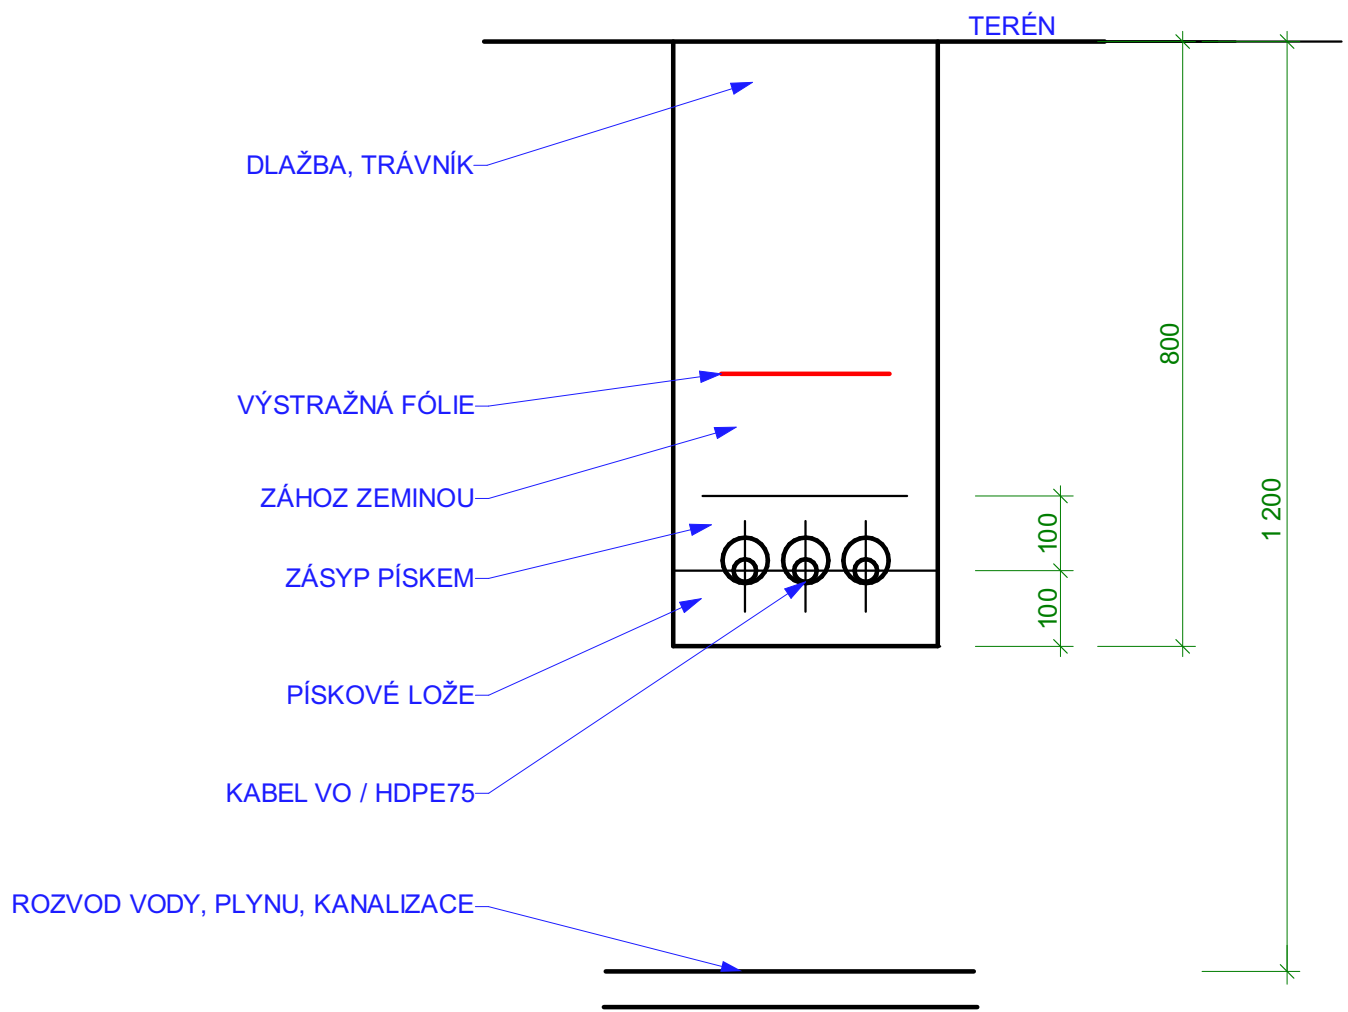 TERÉN
DLAŽBA, TRÁVNÍK
800
VÝSTRAŽNÁ FÓLIE
ZÁHOZ ZEMINOU
1 200
100
ZÁSYP PÍSKEM
100
PÍSKOVÉ LOŽE
KABEL VO / HDPE75
ROZVOD VODY, PLYNU, KANALIZACE